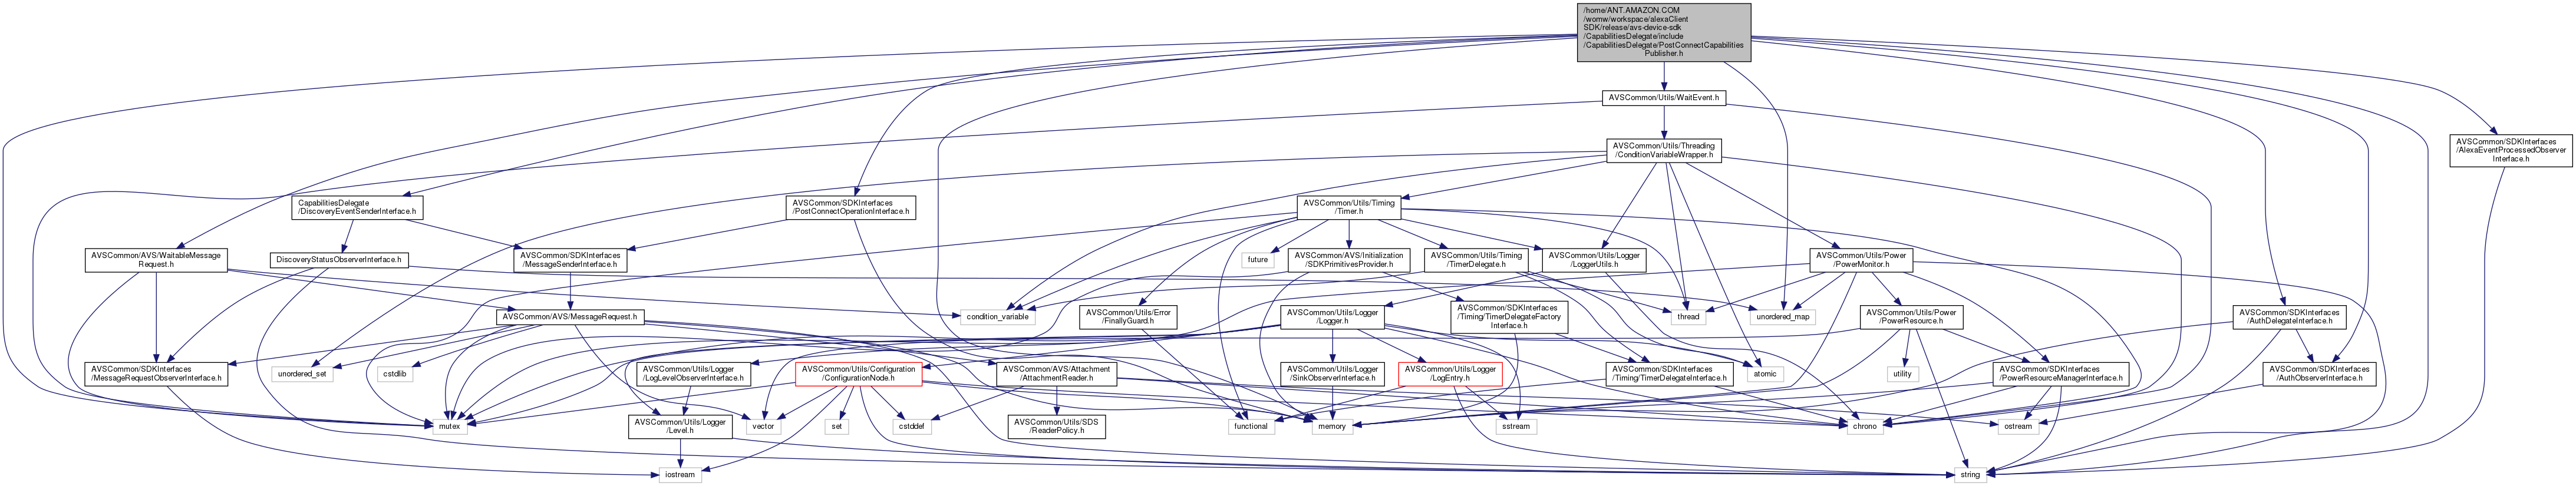 /home/ANT.AMAZON.COM
/womw/workspace/alexaClient
SDK/release/avs-device-sdk
/CapabilitiesDelegate/include
/CapabilitiesDelegate/PostConnectCapabilities
Publisher.h
AVSCommon/Utils/WaitEvent.h
AVSCommon/Utils/Threading
/ConditionVariableWrapper.h
AVSCommon/SDKInterfaces
/AlexaEventProcessedObserver
Interface.h
CapabilitiesDelegate
/DiscoveryEventSenderInterface.h
AVSCommon/SDKInterfaces
/PostConnectOperationInterface.h
AVSCommon/Utils/Timing
/Timer.h
AVSCommon/AVS/WaitableMessage
Request.h
DiscoveryStatusObserverInterface.h
AVSCommon/SDKInterfaces
/MessageSenderInterface.h
future
AVSCommon/AVS/Initialization
/SDKPrimitivesProvider.h
AVSCommon/Utils/Timing
/TimerDelegate.h
AVSCommon/Utils/Logger
/LoggerUtils.h
AVSCommon/Utils/Power
/PowerMonitor.h
AVSCommon/AVS/MessageRequest.h
condition_variable
AVSCommon/Utils/Error
/FinallyGuard.h
AVSCommon/Utils/Logger
/Logger.h
AVSCommon/SDKInterfaces
/Timing/TimerDelegateFactory
Interface.h
thread
unordered_map
AVSCommon/Utils/Power
/PowerResource.h
AVSCommon/SDKInterfaces
/AuthDelegateInterface.h
AVSCommon/SDKInterfaces
/MessageRequestObserverInterface.h
unordered_set
cstdlib
AVSCommon/Utils/Logger
/LogLevelObserverInterface.h
AVSCommon/Utils/Configuration
/ConfigurationNode.h
AVSCommon/AVS/Attachment
/AttachmentReader.h
AVSCommon/Utils/Logger
/SinkObserverInterface.h
AVSCommon/Utils/Logger
/LogEntry.h
AVSCommon/SDKInterfaces
/Timing/TimerDelegateInterface.h
atomic
utility
AVSCommon/SDKInterfaces
/PowerResourceManagerInterface.h
AVSCommon/SDKInterfaces
/AuthObserverInterface.h
mutex
AVSCommon/Utils/Logger
/Level.h
vector
set
cstddef
AVSCommon/Utils/SDS
/ReaderPolicy.h
functional
memory
sstream
chrono
ostream
iostream
string